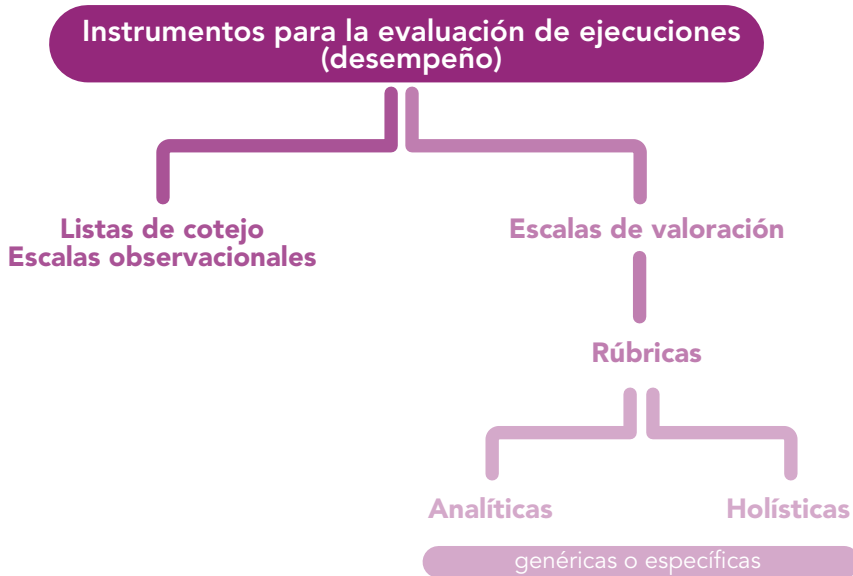 Instrumentos para la evaluación de ejecuciones
(desempeño)
Listas de cotejo
Escalas observacionales
Escalas de valoración
Rúbricas
Analíticas
Holísticas
genéricas o específicas